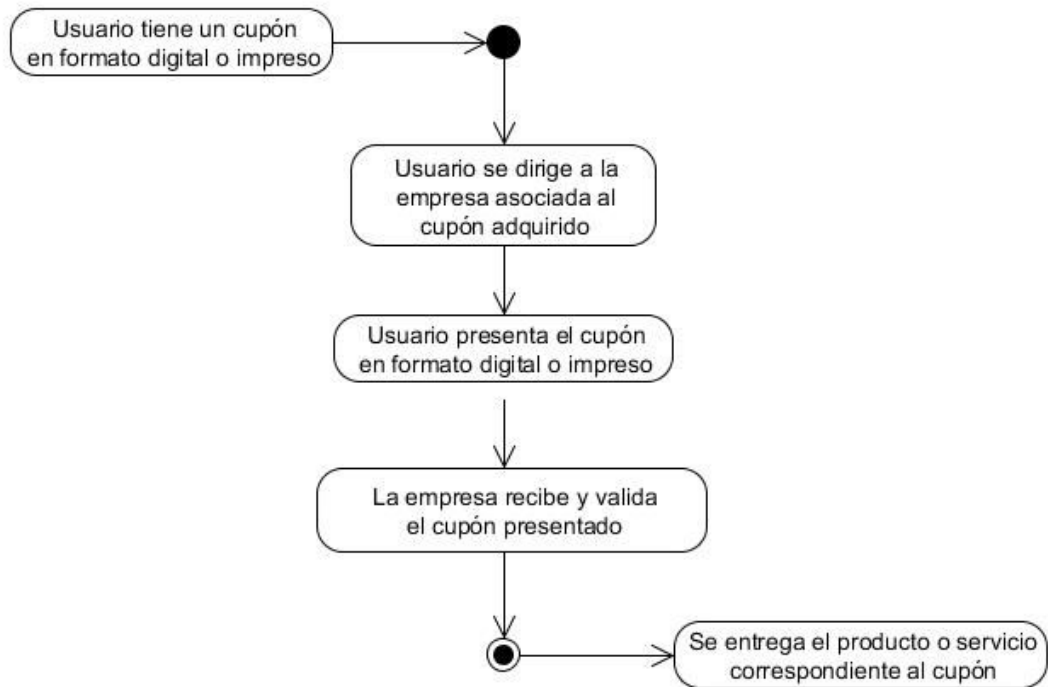 Usuario tiene un cupón
en formato digital o impreso
Usuario se dirige a la
empresa asociada al
cupón adquirido
Usuario presenta el cupón
en formato digital o impreso
La empresa recibe y valida
el cupón presentado
Se entrega el producto o servicio
correspondiente al cupón